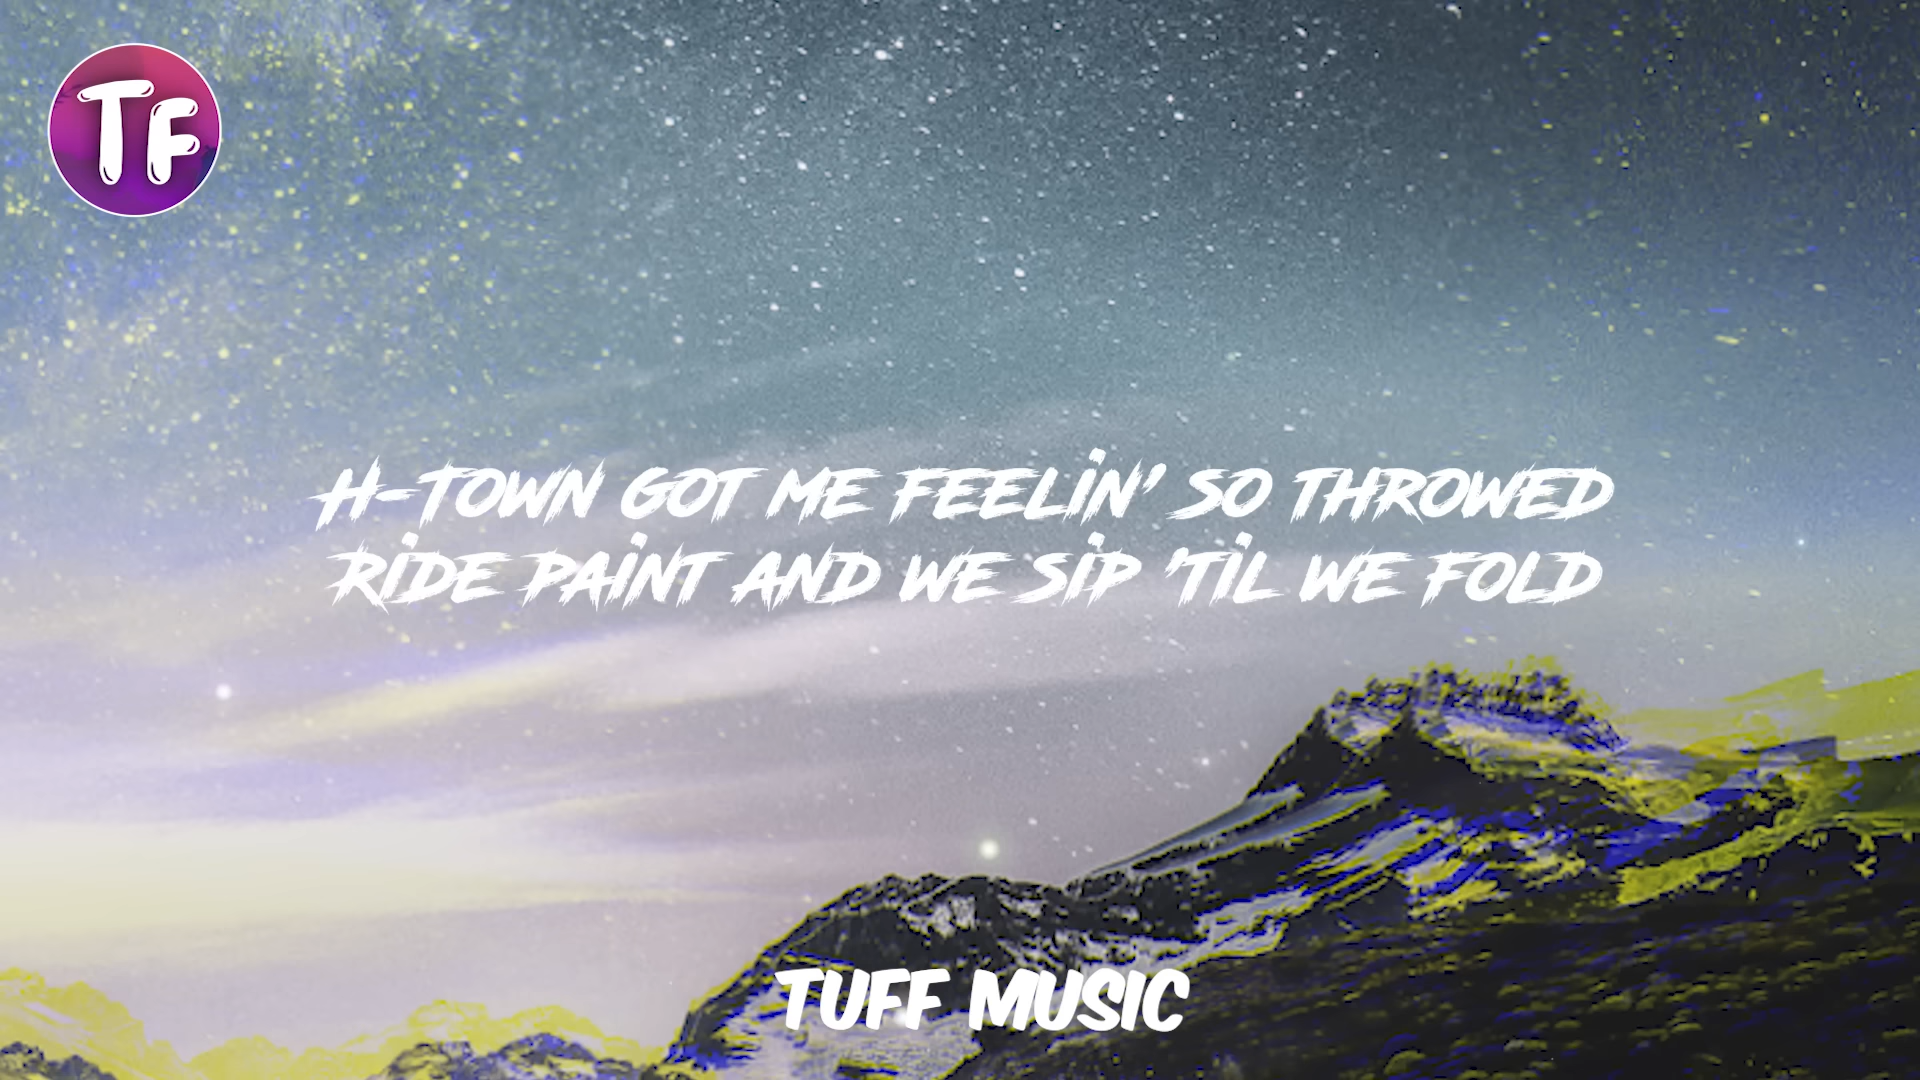 TF
H-TOWN GOT ME FEELIN' SO THROWED
RIDE PAINT AND WE SIP 'TIL WE FOLD
TUFF MUSIC